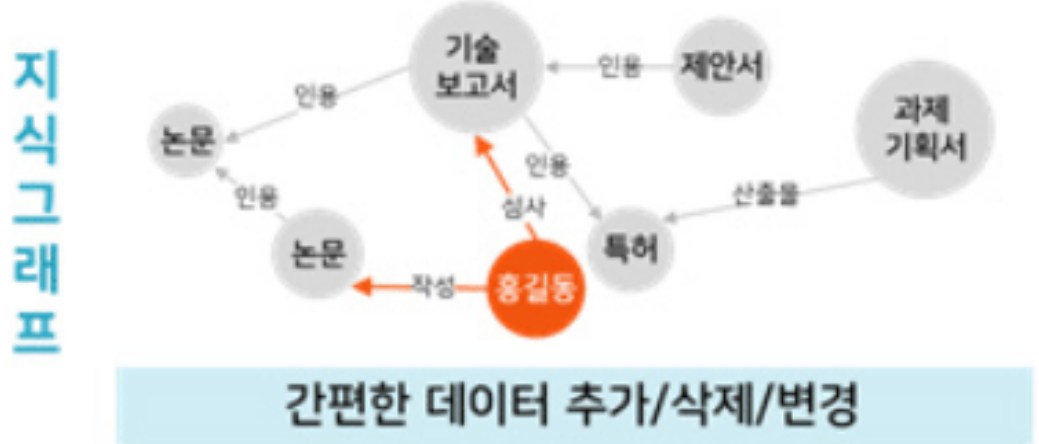 지식그래프
기술
보고서
인용
제안서
인용
과제
기획서
논문
인용
산출물
인용
심사
특허
논문
작성
홍길동
간편한 데이터 추가/삭제/변경